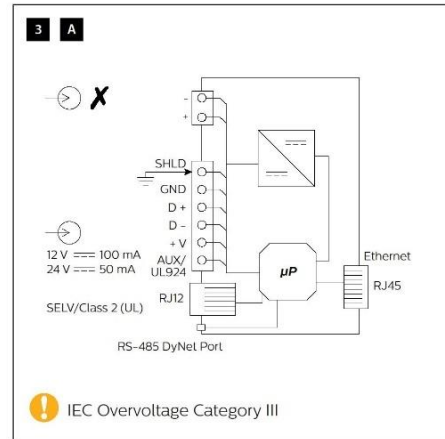 3 A
✗
-
+
SHLD
GND
D +
D -
+ V
AUX/
UL924
12 V ⎓ 100 mA
24 V ⎓ 50 mA
SELV/Class 2 (UL)
RJ12
RS-485 DyNet Port
µP
Ethernet
RJ45
! IEC Overvoltage Category III